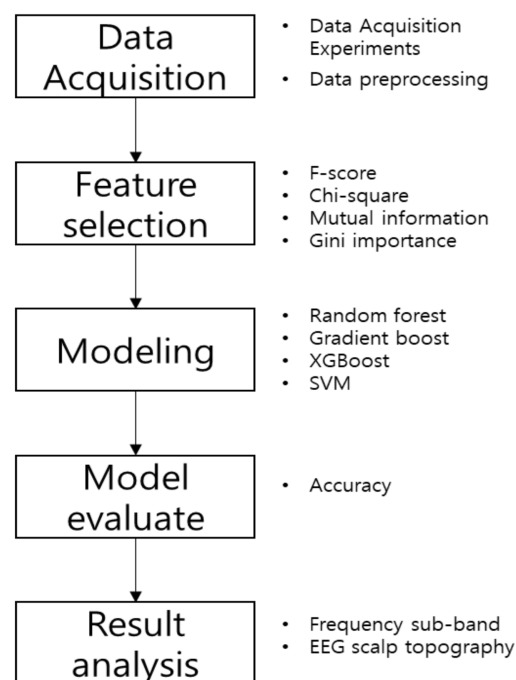 Data
Acquisition
• Data Acquisition
Experiments
• Data preprocessing
Feature
selection
• F-score
• Chi-square
• Mutual information
• Gini importance
Modeling
• Random forest
• Gradient boost
• XGBoost
• SVM
Model
evaluate
• Accuracy
Result
analysis
• Frequency sub-band
• EEG scalp topography